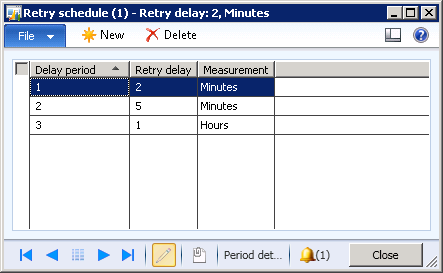 Retry schedule (1) - Retry delay: 2, Minutes
File New Delete
Delay period Retry delay Measurement
1 2 Minutes
2 5 Minutes
3 1 Hours
Period det... (1) Close